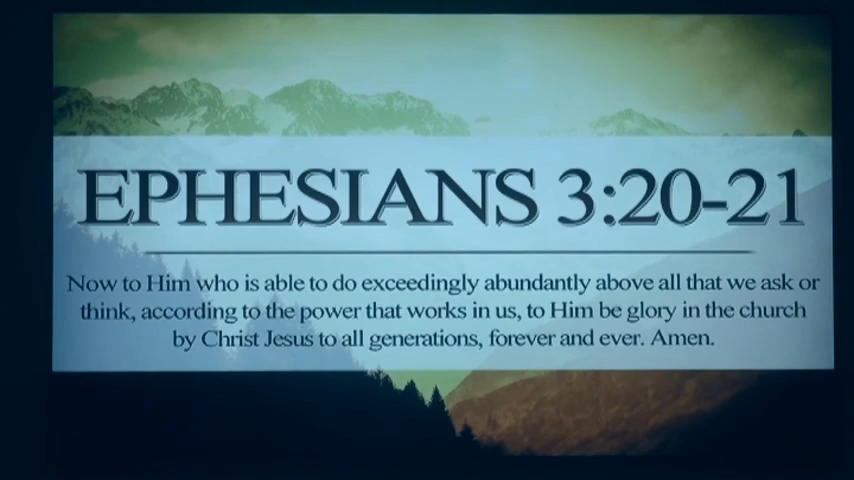 EPHESIANS 3:20-21
Now to Him who is able to do exceedingly abundantly above all that we ask or
think, according to the power that works in us, to Him be glory in the church
by Christ Jesus to all generations, forever and ever. Amen.